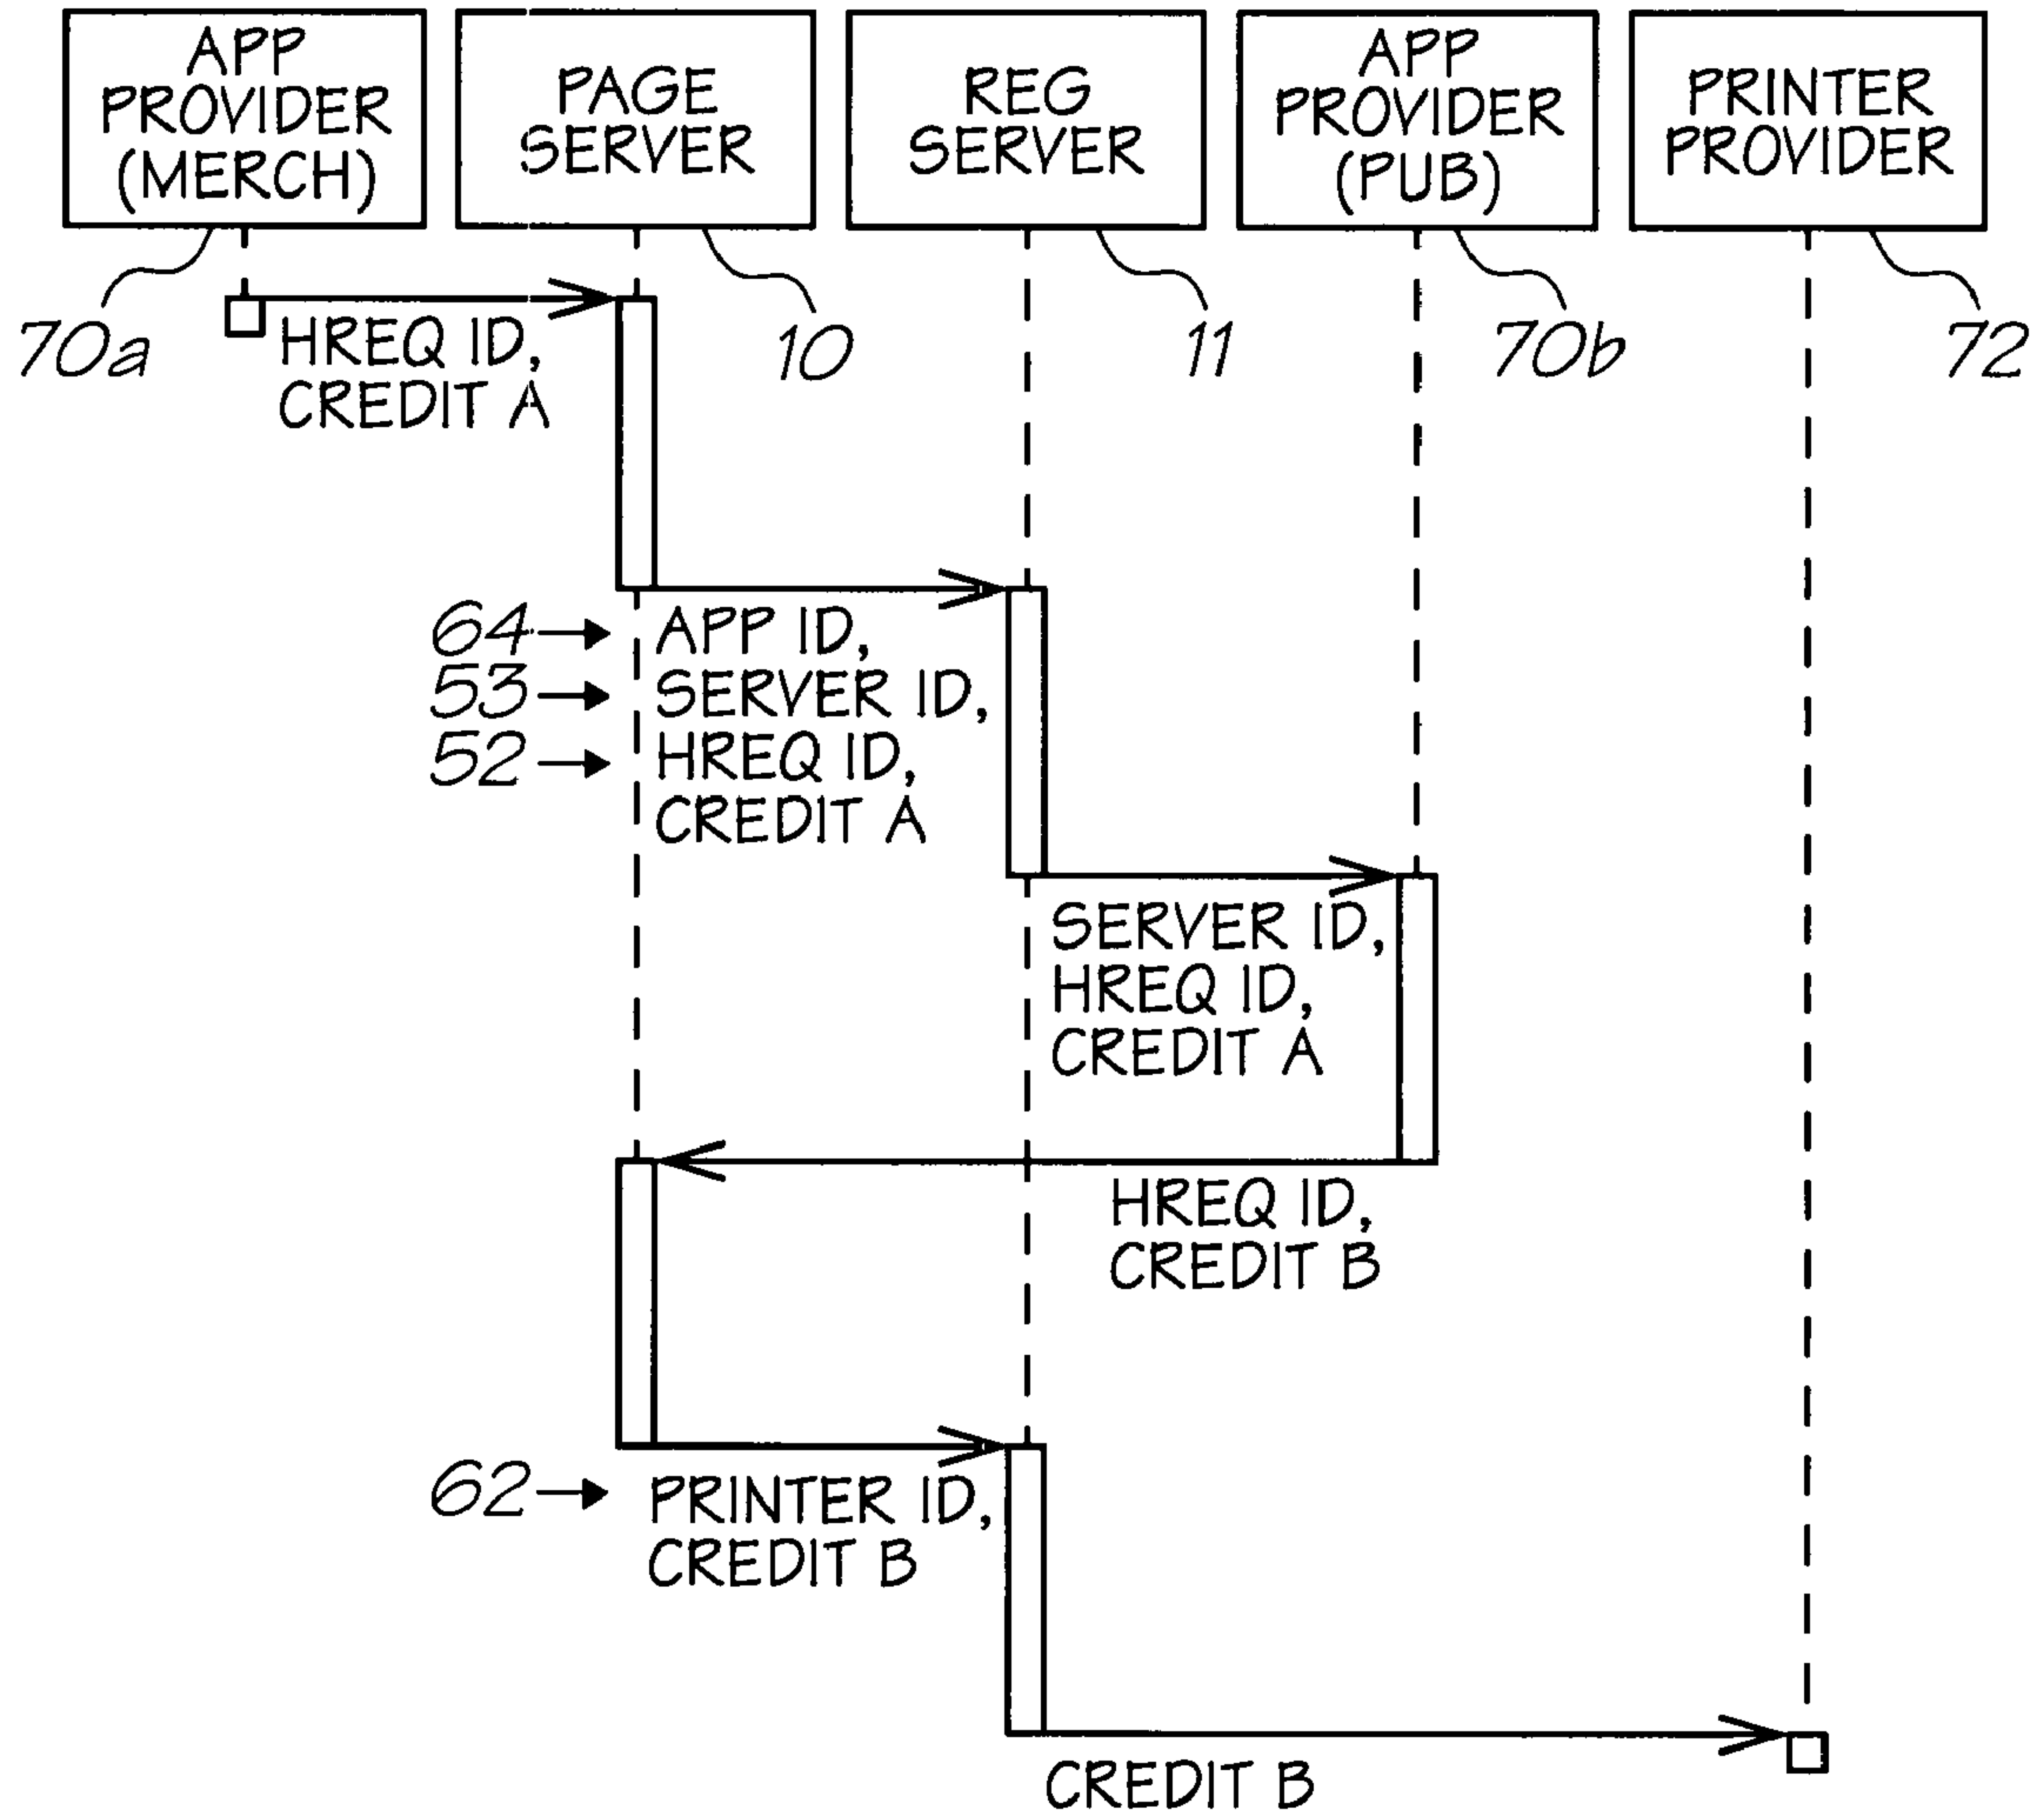 APP
PROVIDER
(MERCH)
PAGE
SERVER
REG
SERVER
APP
PROVIDER
(PUB)
PRINTER
PROVIDER
70a
10
11
70b
72
HREQ ID,
CREDIT A
64
APP ID,
53
SERVER ID,
52
HREQ ID,
CREDIT A
SERVER ID,
HREQ ID,
CREDIT A
HREQ ID,
CREDIT B
62
PRINTER ID,
CREDIT B
CREDIT B